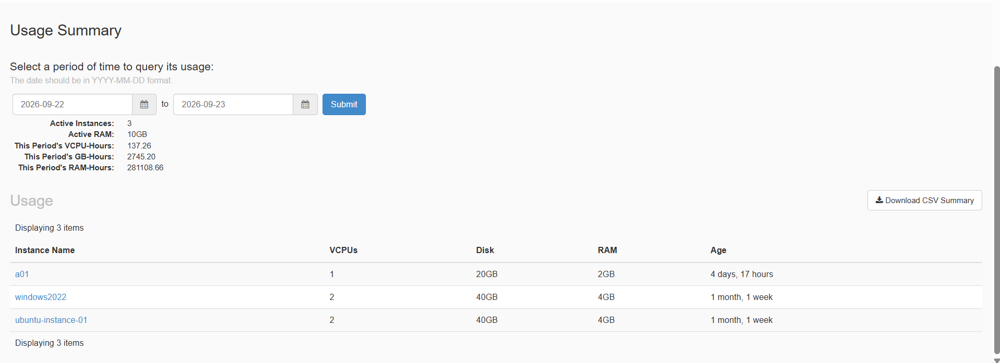 Usage Summary
Select a period of time to query its usage:
The date should be in YYYY-MM-DD format.
2026-09-22 to 2026-09-23 Submit
Active Instances: 3
Active RAM: 10GB
This Period's VCPU-Hours: 137.26
This Period's GB-Hours: 2745.20
This Period's RAM-Hours: 281108.66
Usage
Download CSV Summary
Displaying 3 items
Instance Name VCPUs Disk RAM Age
a01 1 20GB 2GB 4 days, 17 hours
windows2022 2 40GB 4GB 1 month, 1 week
ubuntu-instance-01 2 40GB 4GB 1 month, 1 week
Displaying 3 items